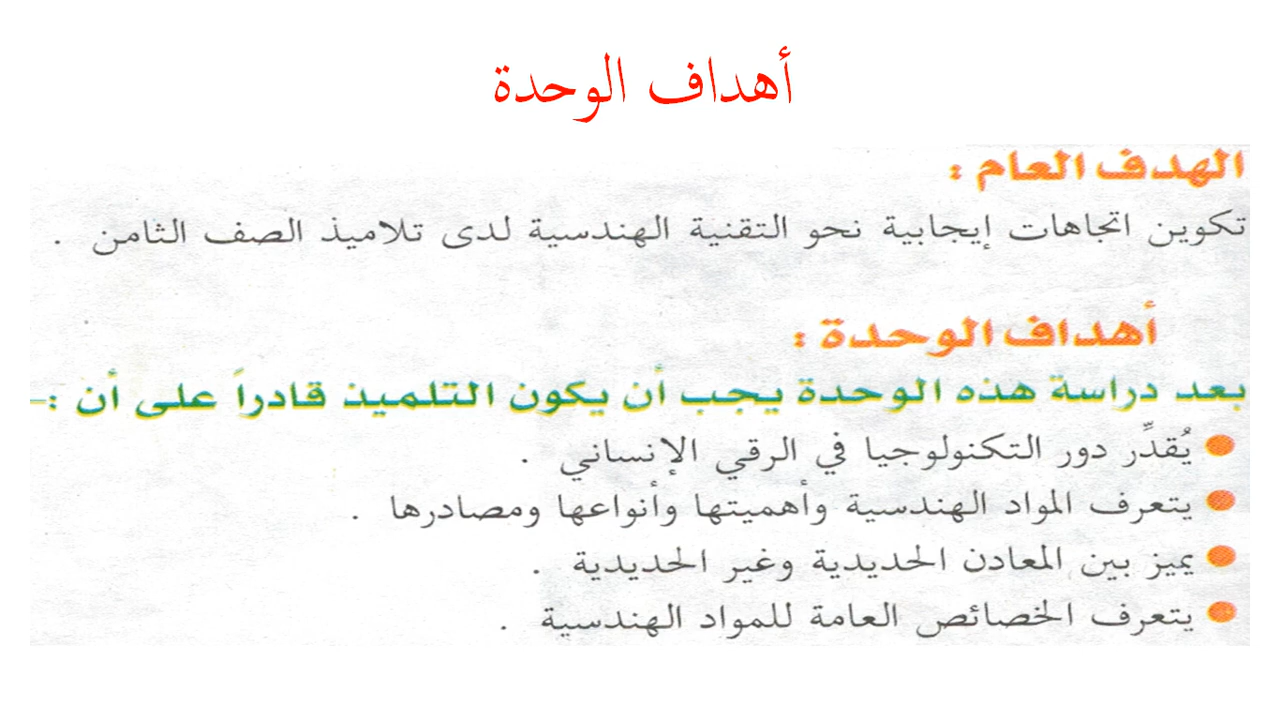 أهداف الوحدة
الهدف العام :
تكوين اتجاهات إيجابية نحو التقنية الهندسية لدى تلاميذ الصف الثامن .
أهداف الوحدة :
بعد دراسة هذه الوحدة يجب أن يكون التلميذ قادراً على أن :-
● يُقدِّر دور التكنولوجيا في الرقي الإنساني .
● يتعرف المواد الهندسية وأهميتها وأنواعها ومصادرها .
● يميز بين المعادن الحديدية وغير الحديدية .
● يتعرف الخصائص العامة للمواد الهندسية .